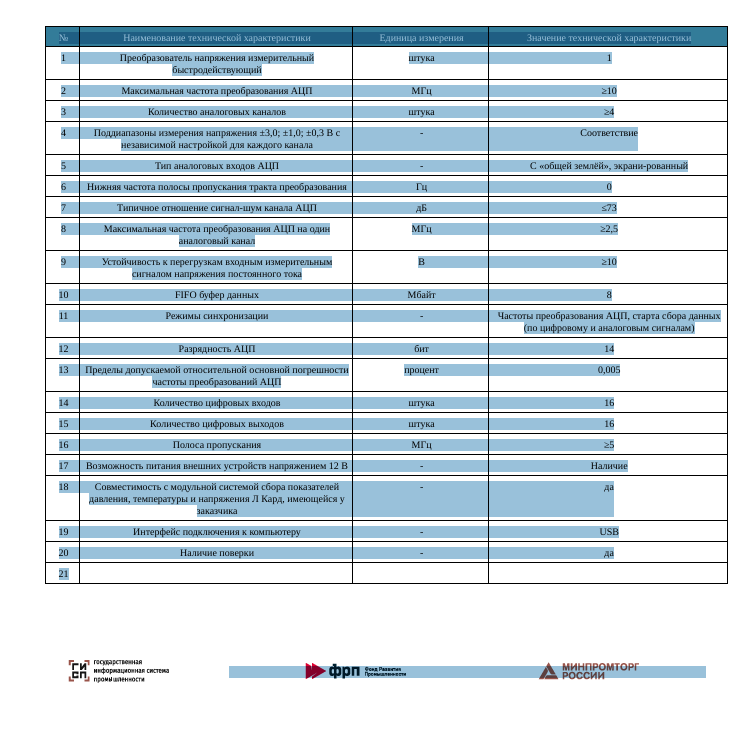 № Наименование технической характеристики Единица измерения Значение технической характеристики
1 Преобразователь напряжения измерительный штука 1
быстродействующий
2 Максимальная частота преобразования АЦП МГц ≥10
3 Количество аналоговых каналов штука ≥4
4 Поддиапазоны измерения напряжения ±3,0; ±1,0; ±0,3 В с - Соответствие
независимой настройкой для каждого канала
5 Тип аналоговых входов АЦП - С «общей землёй», экрани-рованный
6 Нижняя частота полосы пропускания тракта преобразования Гц 0
7 Типичное отношение сигнал-шум канала АЦП дБ ≤73
8 Максимальная частота преобразования АЦП на один МГц ≥2,5
аналоговый канал
9 Устойчивость к перегрузкам входным измерительным В ≥10
сигналом напряжения постоянного тока
10 FIFO буфер данных Мбайт 8
11 Режимы синхронизации - Частоты преобразования АЦП, старта сбора данных
(по цифровому и аналоговым сигналам)
12 Разрядность АЦП бит 14
13 Пределы допускаемой относительной основной погрешности процент 0,005
частоты преобразований АЦП
14 Количество цифровых входов штука 16
15 Количество цифровых выходов штука 16
16 Полоса пропускания МГц ≥5
17 Возможность питания внешних устройств напряжением 12 В - Наличие
18 Совместимость с модульной системой сбора показателей - да
давления, температуры и напряжения Л Кард, имеющейся у
заказчика
19 Интерфейс подключения к компьютеру - USB
20 Наличие поверки - да
21
ГИСП
государственная
информационная система
промышленности
фрп
Фонд Развития
Промышленности
МИНПРОМТОРГ
РОССИИ